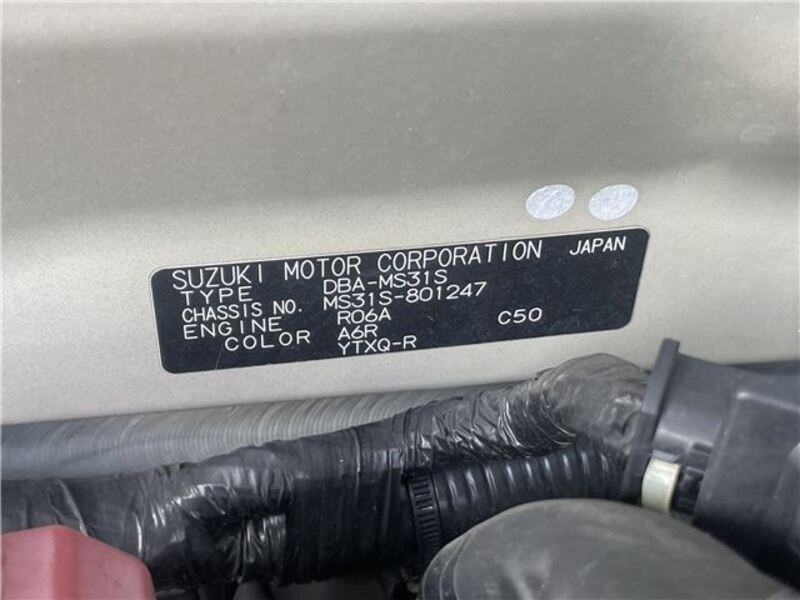 SUZUKI MOTOR CORPORATION JAPAN
TYPE DBA-MS31S
CHASSIS NO. MS31S-801247
ENGINE R06A C50
COLOR A6R
YTXQ-R